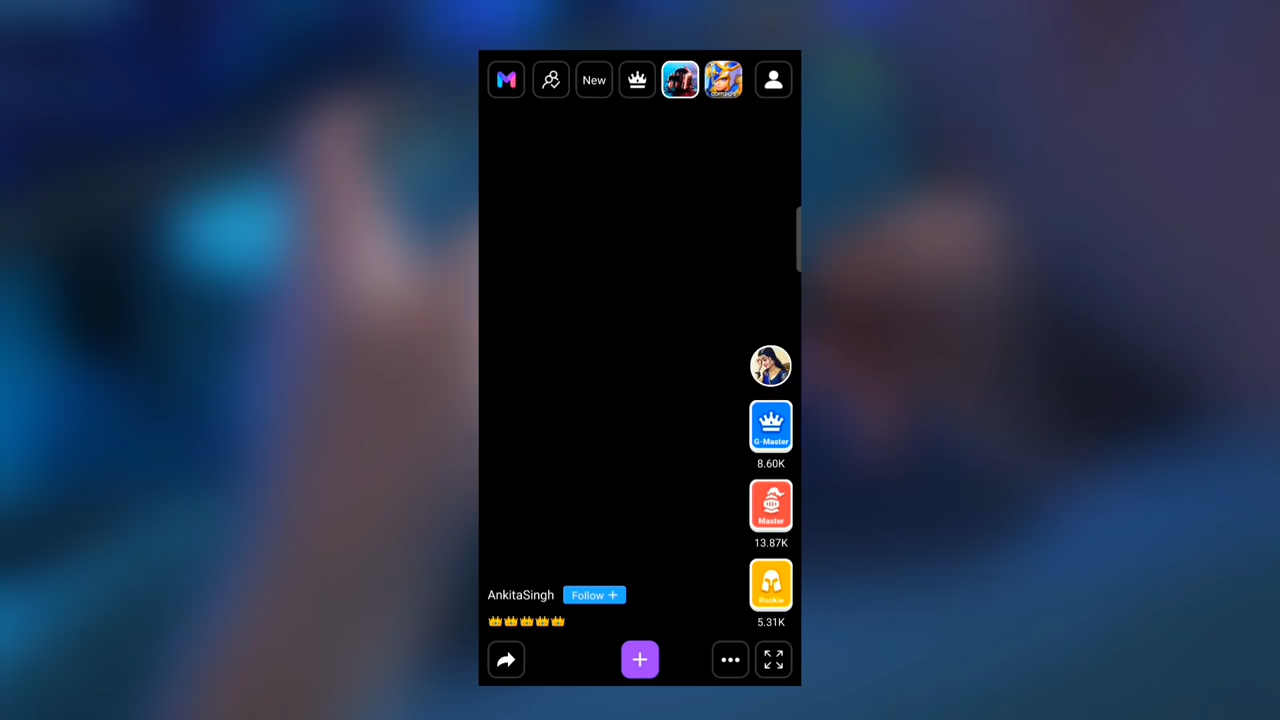 New
G-Master
8.60K
Master
13.87K
Rookie
5.31K
AnkitaSingh
Follow +